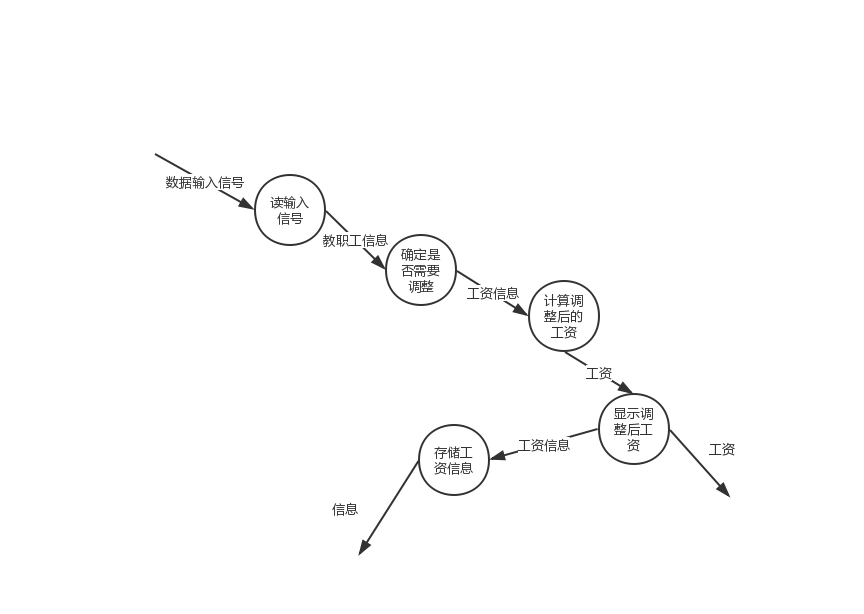 数据输入信号
读输入
信号
教职工信息
确定是
否需要
调整
工资信息
计算调
整后的
工资
工资
显示调
整后工
资
工资
工资信息
存储工
资信息
信息